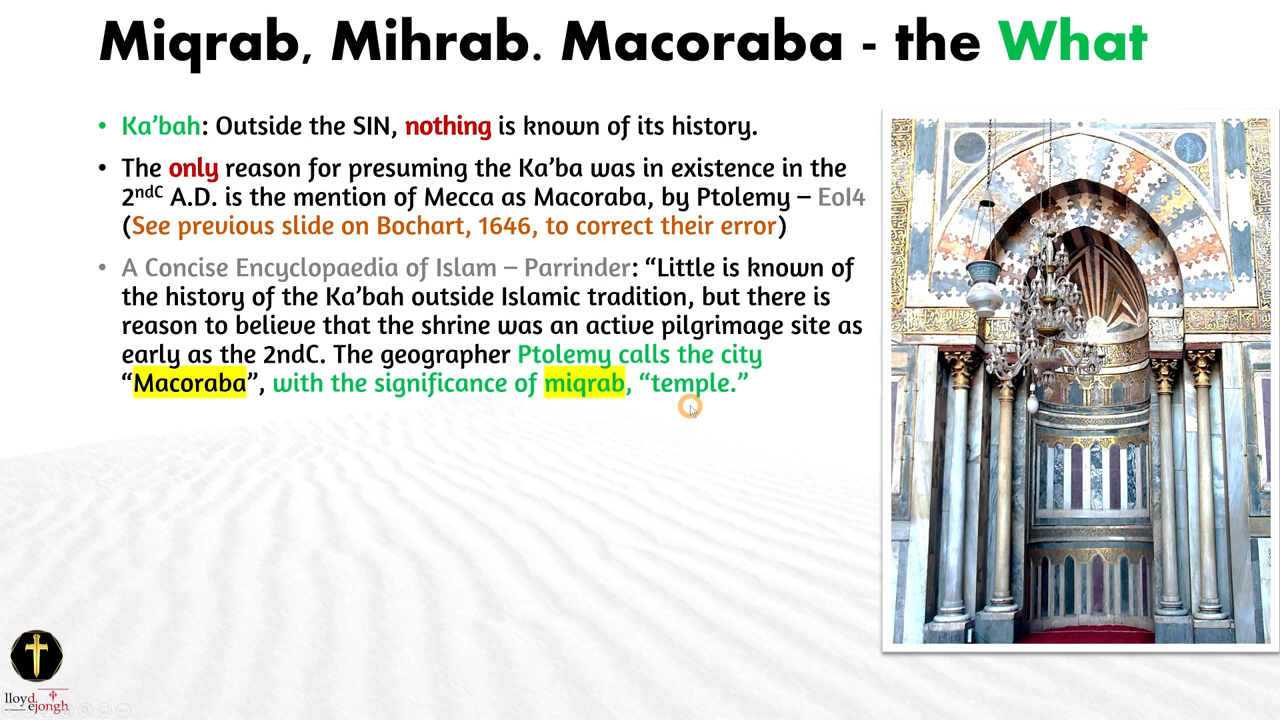 Miqrab, Mihrab. Macoraba - the What
• Ka’bah: Outside the SIN, nothing is known of its history.
• The only reason for presuming the Ka’ba was in existence in the
2ndC A.D. is the mention of Mecca as Macoraba, by Ptolemy – EoI4
(See previous slide on Bochart, 1646, to correct their error)
• A Concise Encyclopaedia of Islam – Parrinder: “Little is known of
the history of the Ka’bah outside Islamic tradition, but there is
reason to believe that the shrine was an active pilgrimage site as
early as the 2ndC. The geographer Ptolemy calls the city
“Macoraba”, with the significance of miqrab, “temple.”
lloyd
ejongh